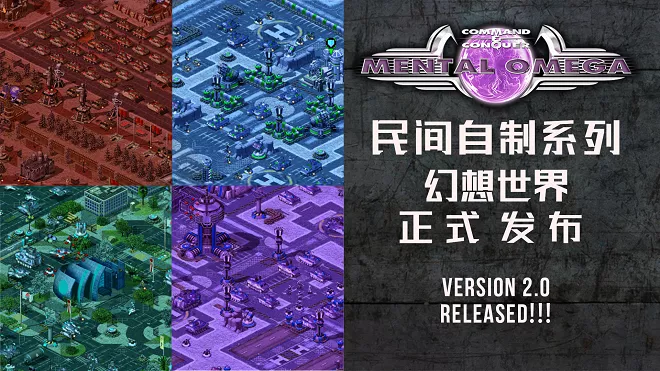 COMMAND
&
CONQUER
MENTAL OMEGA
民间自制系列
幻想世界
正式 发布
VERSION 2.0
RELEASED!!!